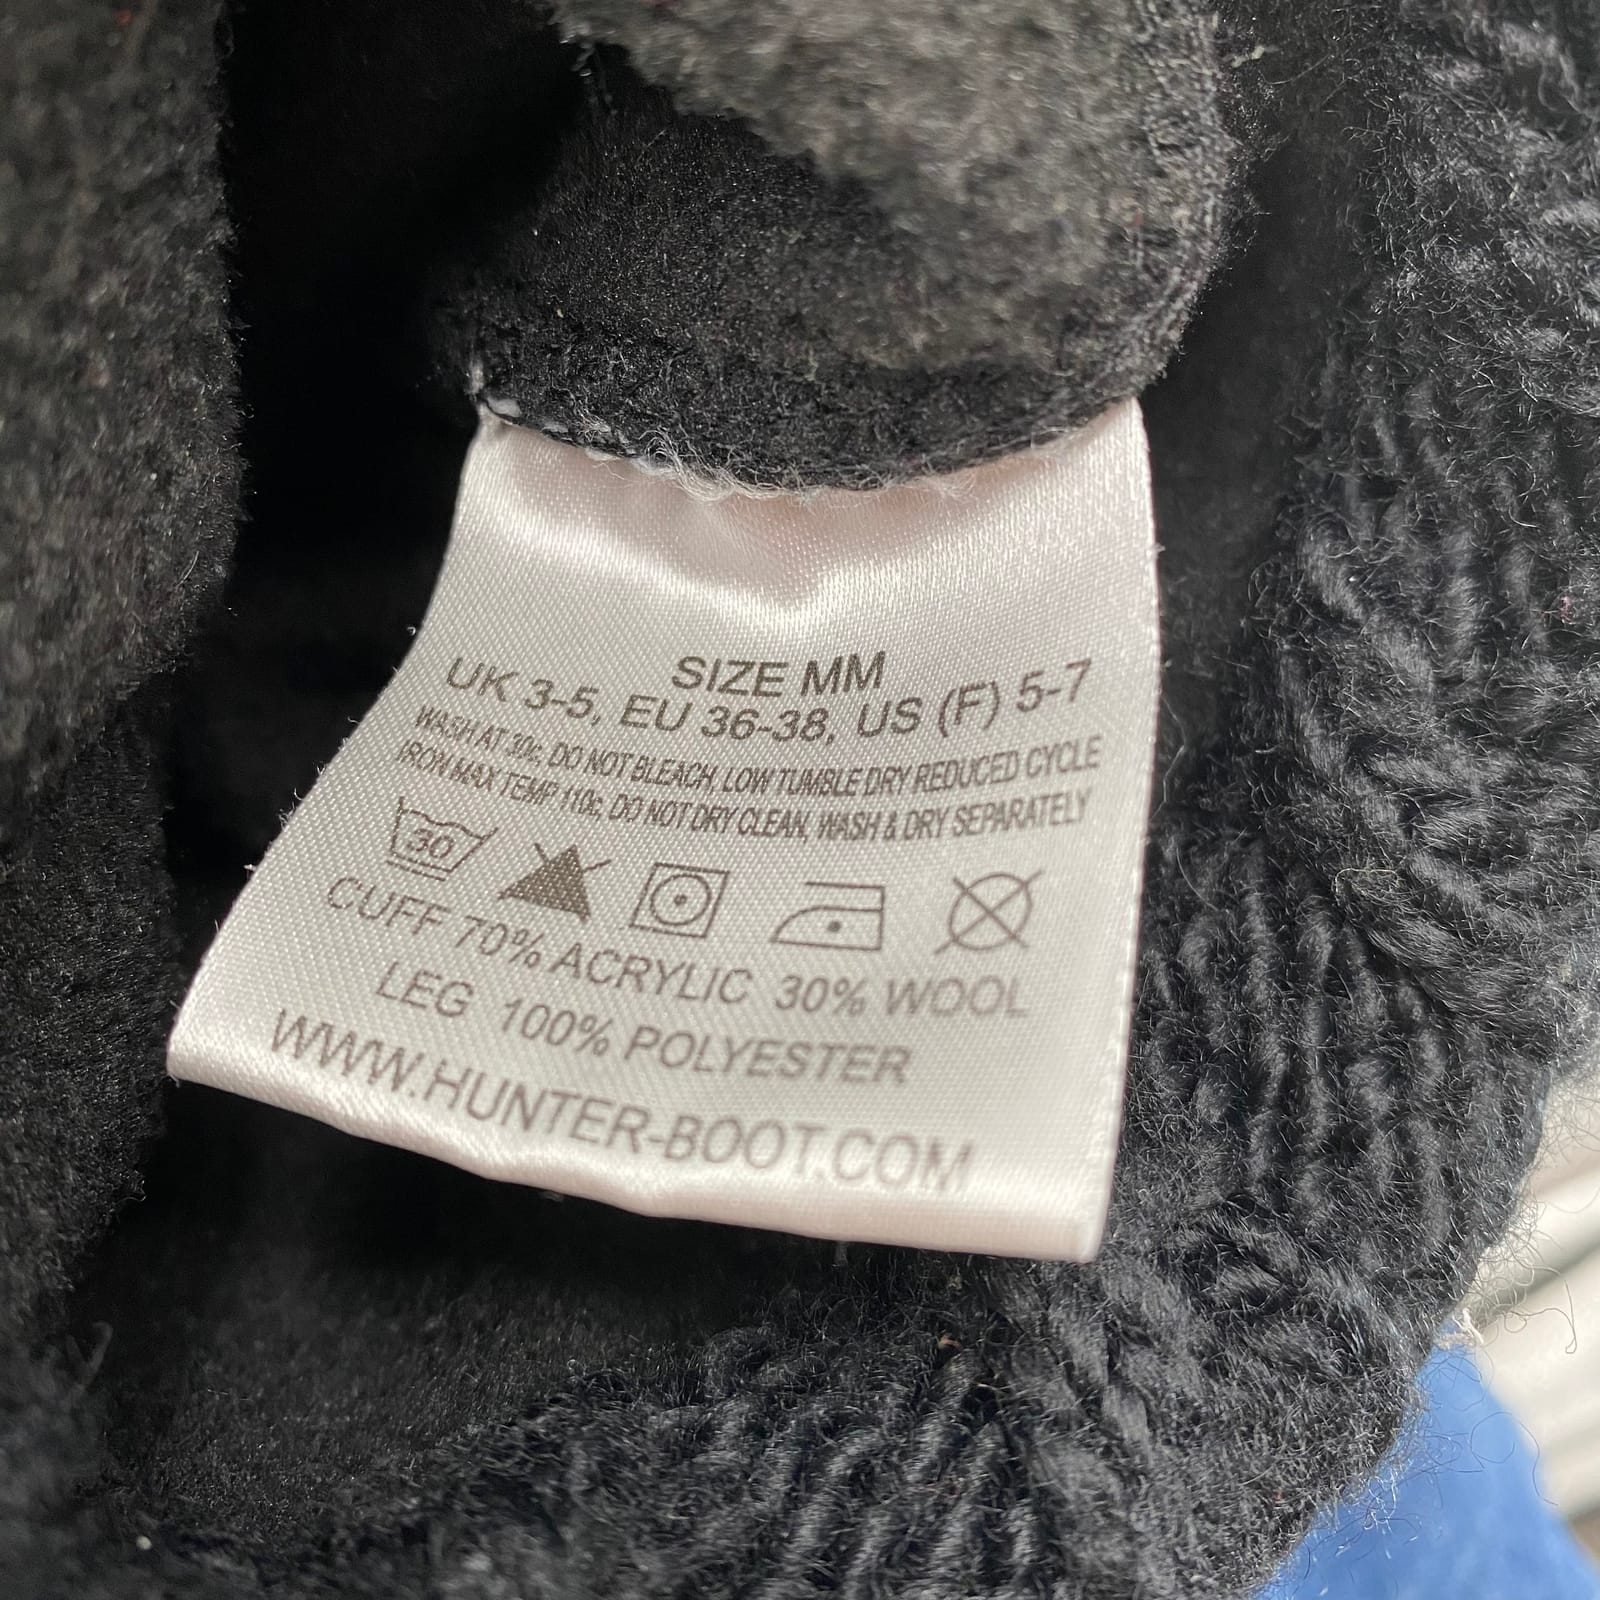 SIZE MM
UK 3-5, EU 36-38, US (F) 5-7
WASH AT 30c, DO NOT BLEACH, LOW TUMBLE DRY REDUCED CYCLE
IRON MAX TEMP 110c, DO NOT DRY CLEAN, WASH & DRY SEPARATELY
30
CUFF 70% ACRYLIC 30% WOOL
LEG 100% POLYESTER
WWW.HUNTER-BOOT.COM